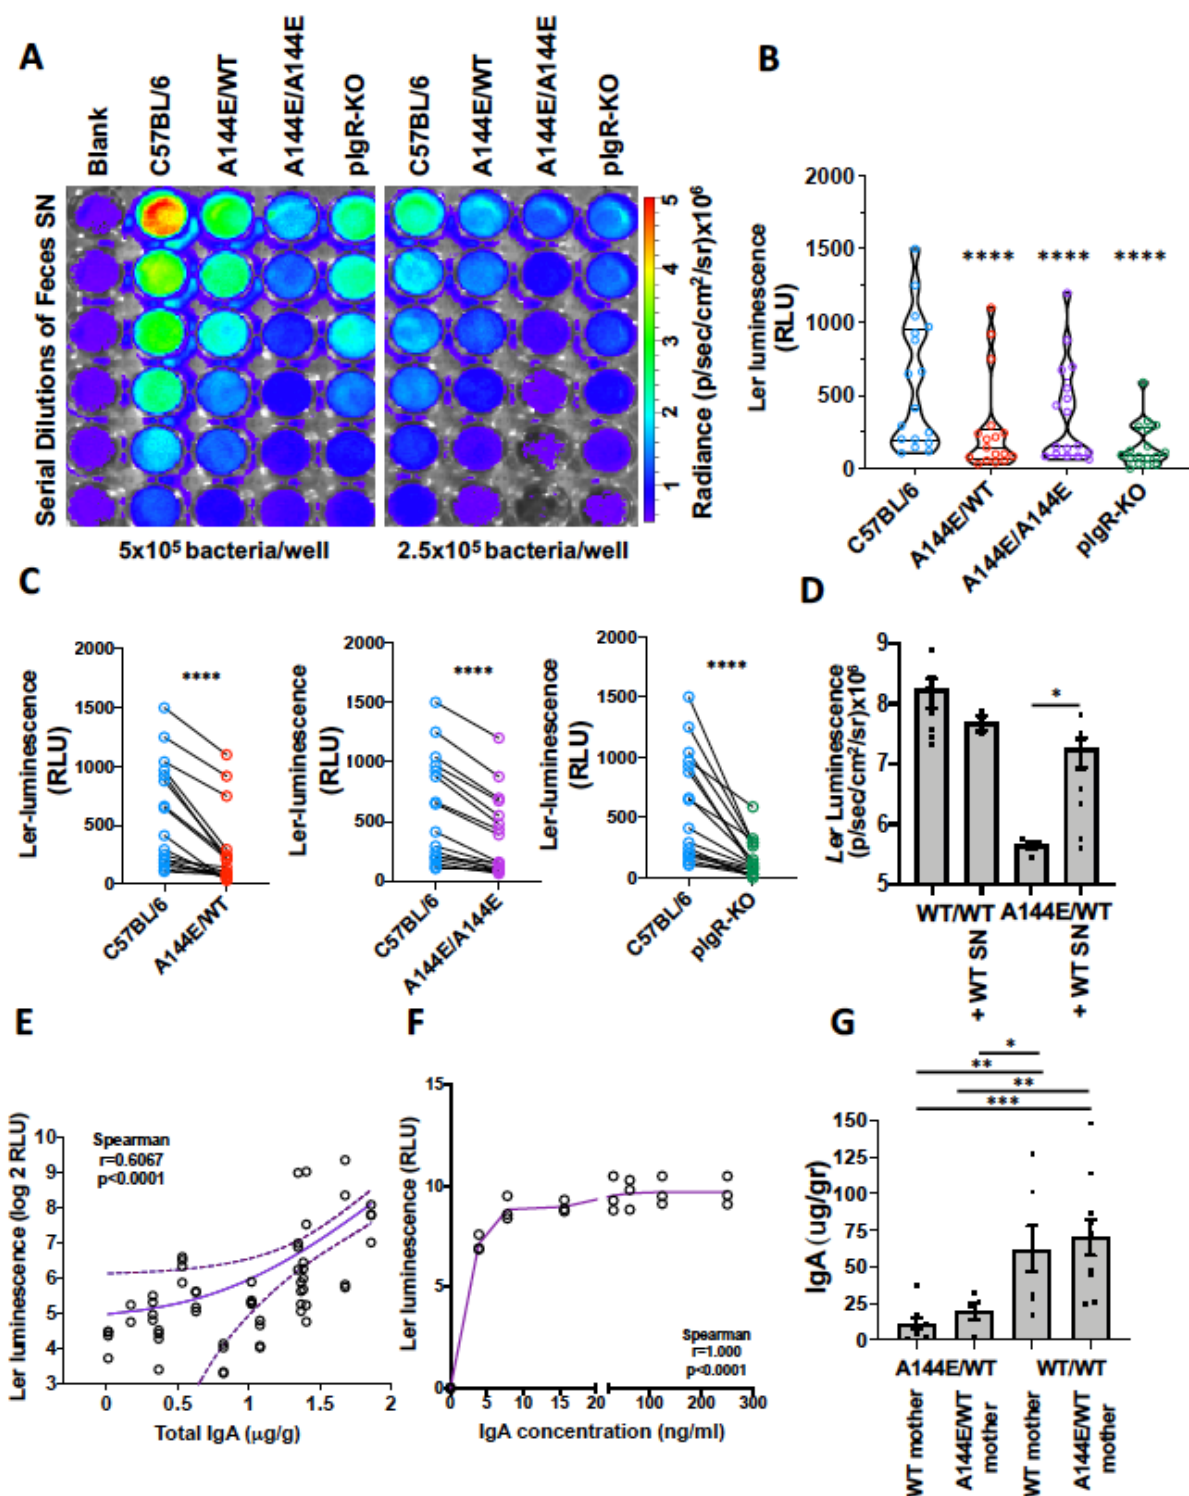 A
Blank
C57BL/6
A144E/WT
A144E/A144E
pIgR-KO
C57BL/6
A144E/WT
A144E/A144E
pIgR-KO
Serial Dilutions of Feces SN
5x10⁵ bacteria/well
2.5x10⁵ bacteria/well
5
4
3
2
1
Radiance (p/sec/cm²/sr)x10⁶
B
Ler luminescence
(RLU)
2000
1500
1000
500
0
****
****
****
C57BL/6
A144E/WT
A144E/A144E
pIgR-KO
C
Ler-luminescence
(RLU)
2000
1500
1000
500
0
****
C57BL/6
A144E/WT
Ler-luminescence
(RLU)
2000
1500
1000
500
0
****
C57BL/6
A144E/A144E
Ler-luminescence
(RLU)
2000
1500
1000
500
0
****
C57BL/6
pIgR-KO
D
Ler Luminescence
(p/sec/cm²/sr)x10⁶
9
8
7
6
5
*
WT/WT
+ WT SN
A144E/WT
+ WT SN
E
Ler luminescence (log 2 RLU)
10
9
8
7
6
5
4
3
Spearman
r=0.6067
p<0.0001
0
0.5
1
1.5
2
Total IgA (µg/g)
F
Ler luminescence (RLU)
15
10
5
0
Spearman
r=1.000
p<0.0001
0
5
10
15
20
100
200
300
IgA concentration (ng/ml)
G
*
**
**
***
IgA (ug/gr)
150
100
75
50
25
0
A144E/WT
WT/WT
WT mother
A144E/WT
mother
WT mother
A144E/WT
mother